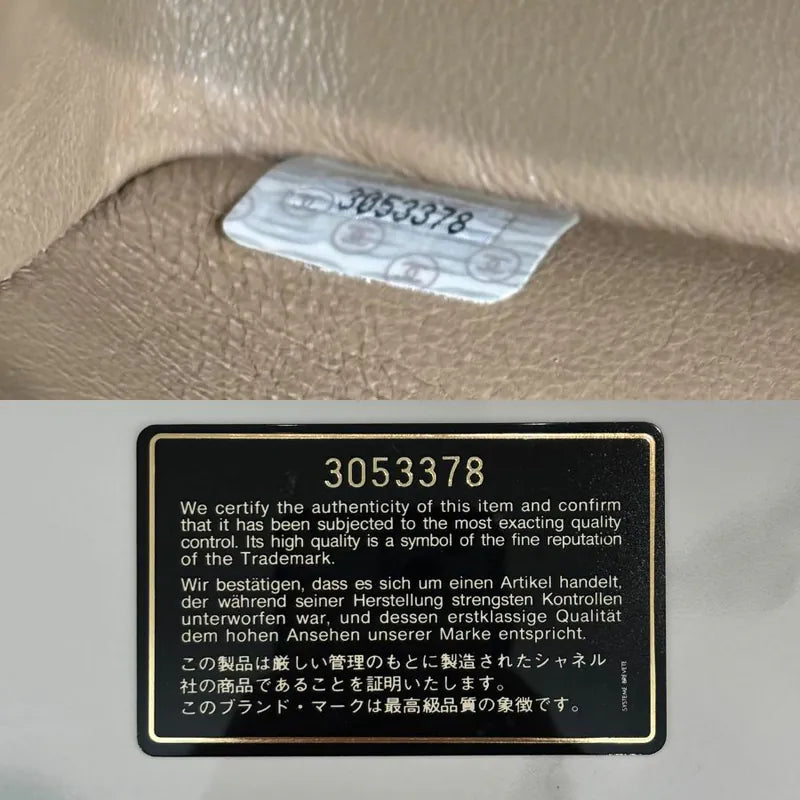 3053378
3053378
We certify the authenticity of this item and confirm
that it has been subjected to the most exacting quality
control. Its high quality is a symbol of the fine reputation
of the Trademark.
Wir bestätigen, dass es sich um einen Artikel handelt,
der während seiner Herstellung strengsten Kontrollen
unterworfen war, und dessen erstklassige Qualität
dem hohen Ansehen unserer Marke entspricht.
この製品は厳しい管理のもとに製造されたシャネル
社の商品であることを証明いたします。
このブランド・マークは最高級品質の象徴です。
SYSTEME BREVETE